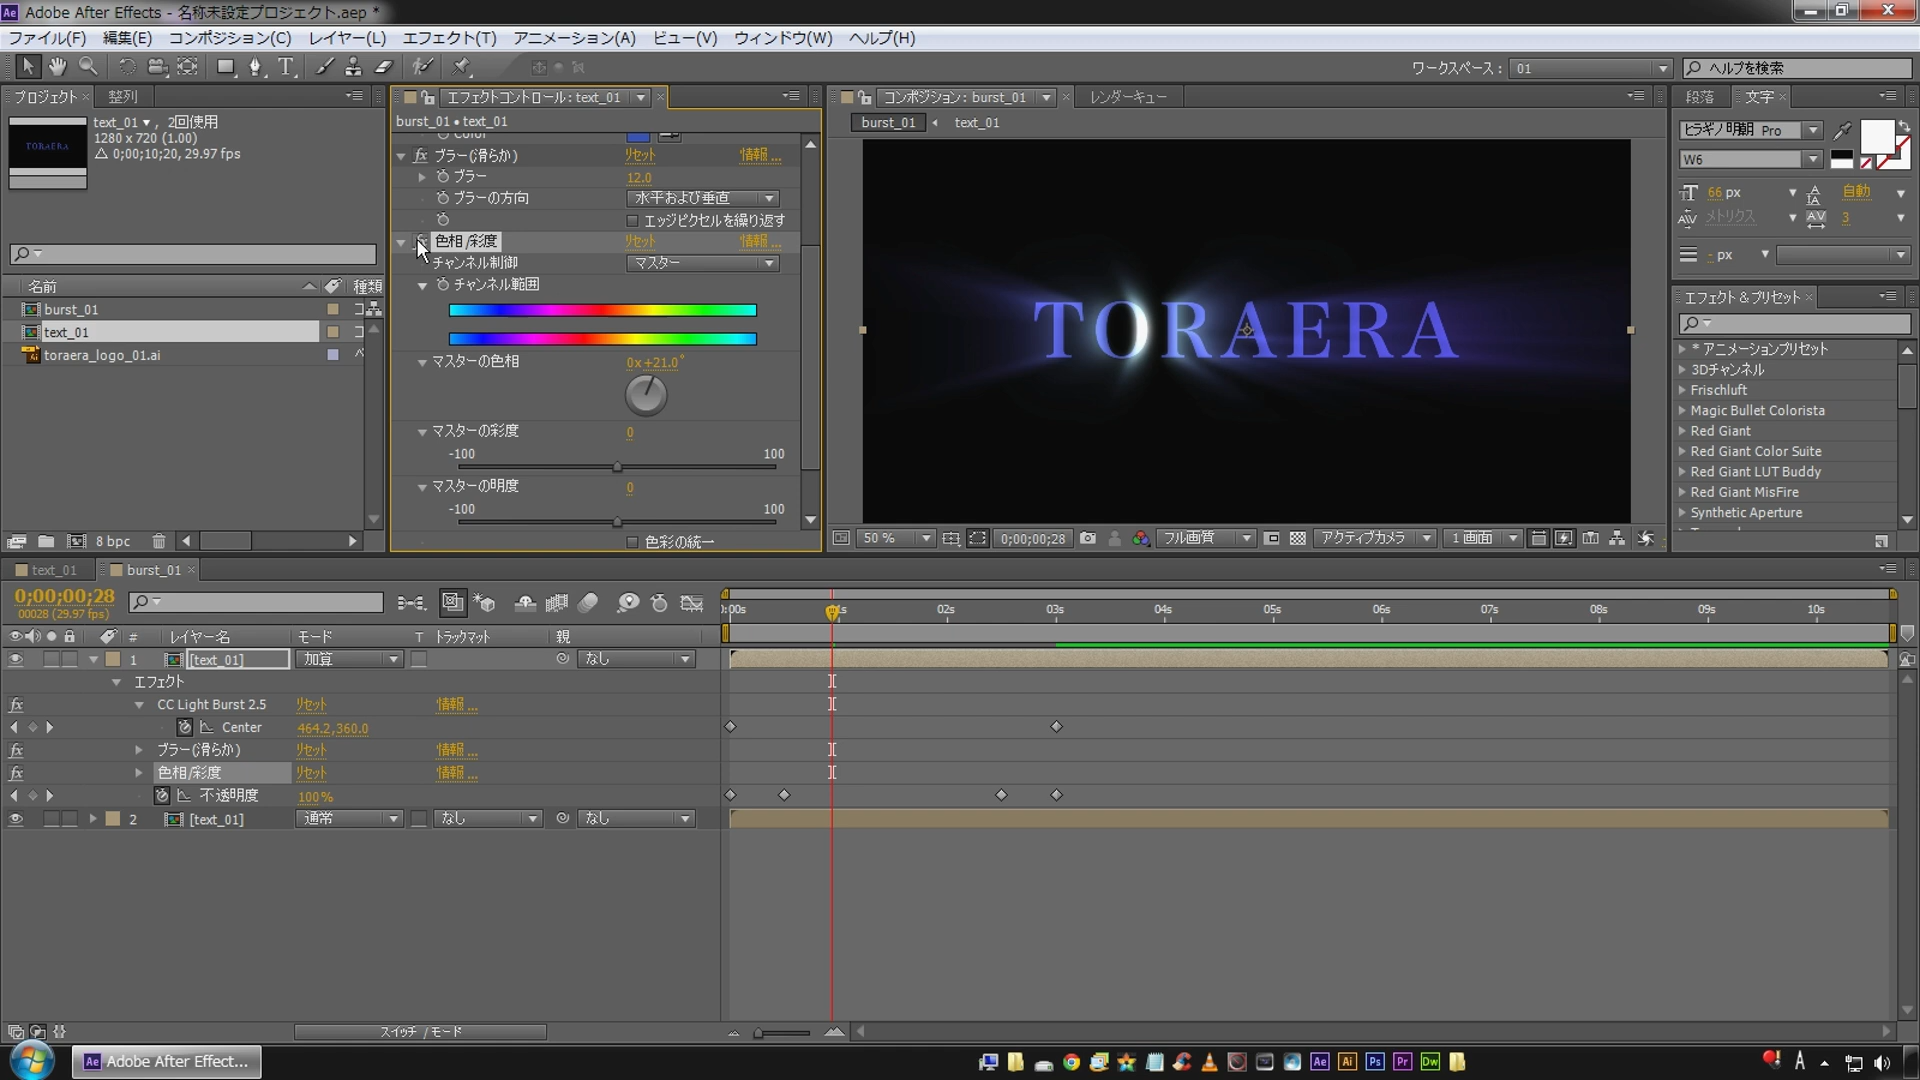 Adobe After Effects - 名称未設定プロジェクト.aep *
ファイル(F) 編集(E) コンポジション(C) レイヤー(L) エフェクト(T) アニメーション(A) ビュー(V) ウィンドウ(W) ヘルプ(H)
ワークスペース: 01 ヘルプを検索
プロジェクト 整列
text_01 , 2回使用
1280 x 720 (1.00)
Δ 0;00;10;20, 29.97 fps
TORAERA
名前 種類
burst_01
text_01
toraera_logo_01.ai
8 bpc
エフェクトコントロール: text_01
burst_01 • text_01
Color
fx ブラー(滑らか) リセット 情報...
ブラー 12.0
ブラーの方向 水平および垂直
エッジピクセルを繰り返す
色相/彩度 リセット 情報...
チャンネル制御 マスター
チャンネル範囲
マスターの色相 0x+21.0°
マスターの彩度 0
-100 100
マスターの明度 0
-100 100
色彩の統一
コンポジション: burst_01 レンダーキュー
burst_01 text_01
TORAERA
50 % 0;00;00;28 フル画質 アクティブカメラ 1 画面
段落 文字
ヒラギノ明朝 Pro
W6
66 px 自動
メトリクス 3
- px
エフェクト＆プリセット
* アニメーションプリセット
3Dチャンネル
Frischluft
Magic Bullet Colorista
Red Giant
Red Giant Color Suite
Red Giant LUT Buddy
Red Giant MisFire
Synthetic Aperture
text_01 burst_01
0;00;00;28
00028 (29.97 fps)
# レイヤー名 モード T トラックマット 親
1 [text_01] 加算 なし
エフェクト
fx CC Light Burst 2.5 リセット 情報...
Center 464.2,360.0
fx ブラー(滑らか) リセット 情報...
fx 色相/彩度 リセット 情報...
不透明度 100%
2 [text_01] 通常 なし なし
00s 02s 03s 04s 05s 06s 07s 08s 09s 10s
スイッチ / モード
Ae Adobe After Effect...
Ae Ai Ps Pr Dw
A